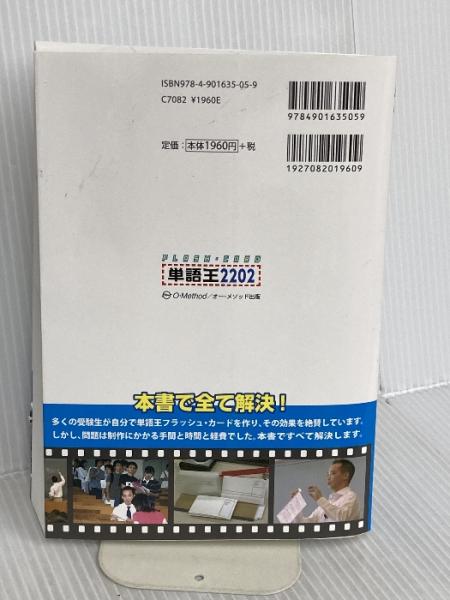 ISBN978-4-901635-05-9
C7082 ¥1960E
9784901635059
定価：本体1960円+税
1927082019609
FLASH・CARD
単語王2202
O-Method／オー・メソッド出版
本書で全て解決！
多くの受験生が自分で単語王フラッシュ・カードを作り、その効果を絶賛しています。
しかし、問題は制作にかかる手間と時間と経費でした。本書ですべて解決します。